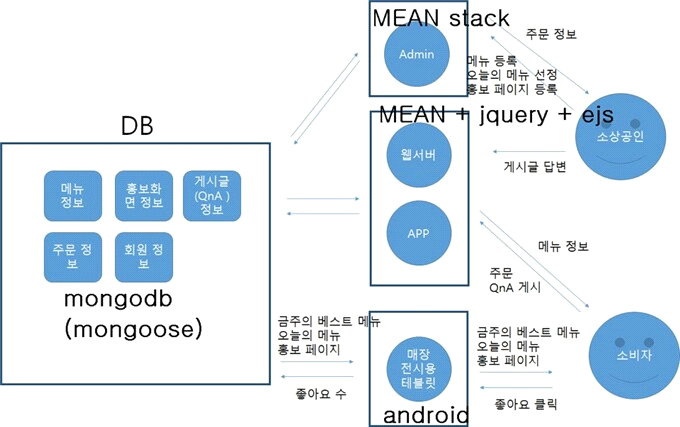 MEAN stack
Admin
주문 정보
메뉴 등록
오늘의 메뉴 선정
홍보 페이지 등록
소상공인
DB
MEAN + jquery + ejs
웹서버
게시글 답변
메뉴
정보
홍보화
면 정보
게시글
(QnA )
정보
주문 정
보
회원 정
보
APP
메뉴 정보
주문
QnA 게시
mongodb
(mongoose)
금주의 베스트 메뉴
오늘의 메뉴
홍보 페이지
좋아요 수
매장
전시용
테블릿
android
금주의 베스트 메뉴
오늘의 메뉴
홍보 페이지
좋아요 클릭
소비자